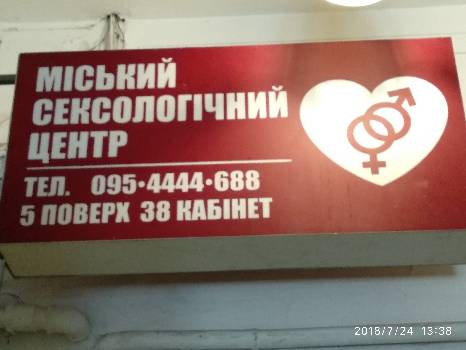 МІСЬКИЙ
СЕКСОЛОГІЧНИЙ
ЦЕНТР
ТЕЛ. 095•4444•688
5 ПОВЕРХ 38 КАБІНЕТ
2018/7/24 13:38